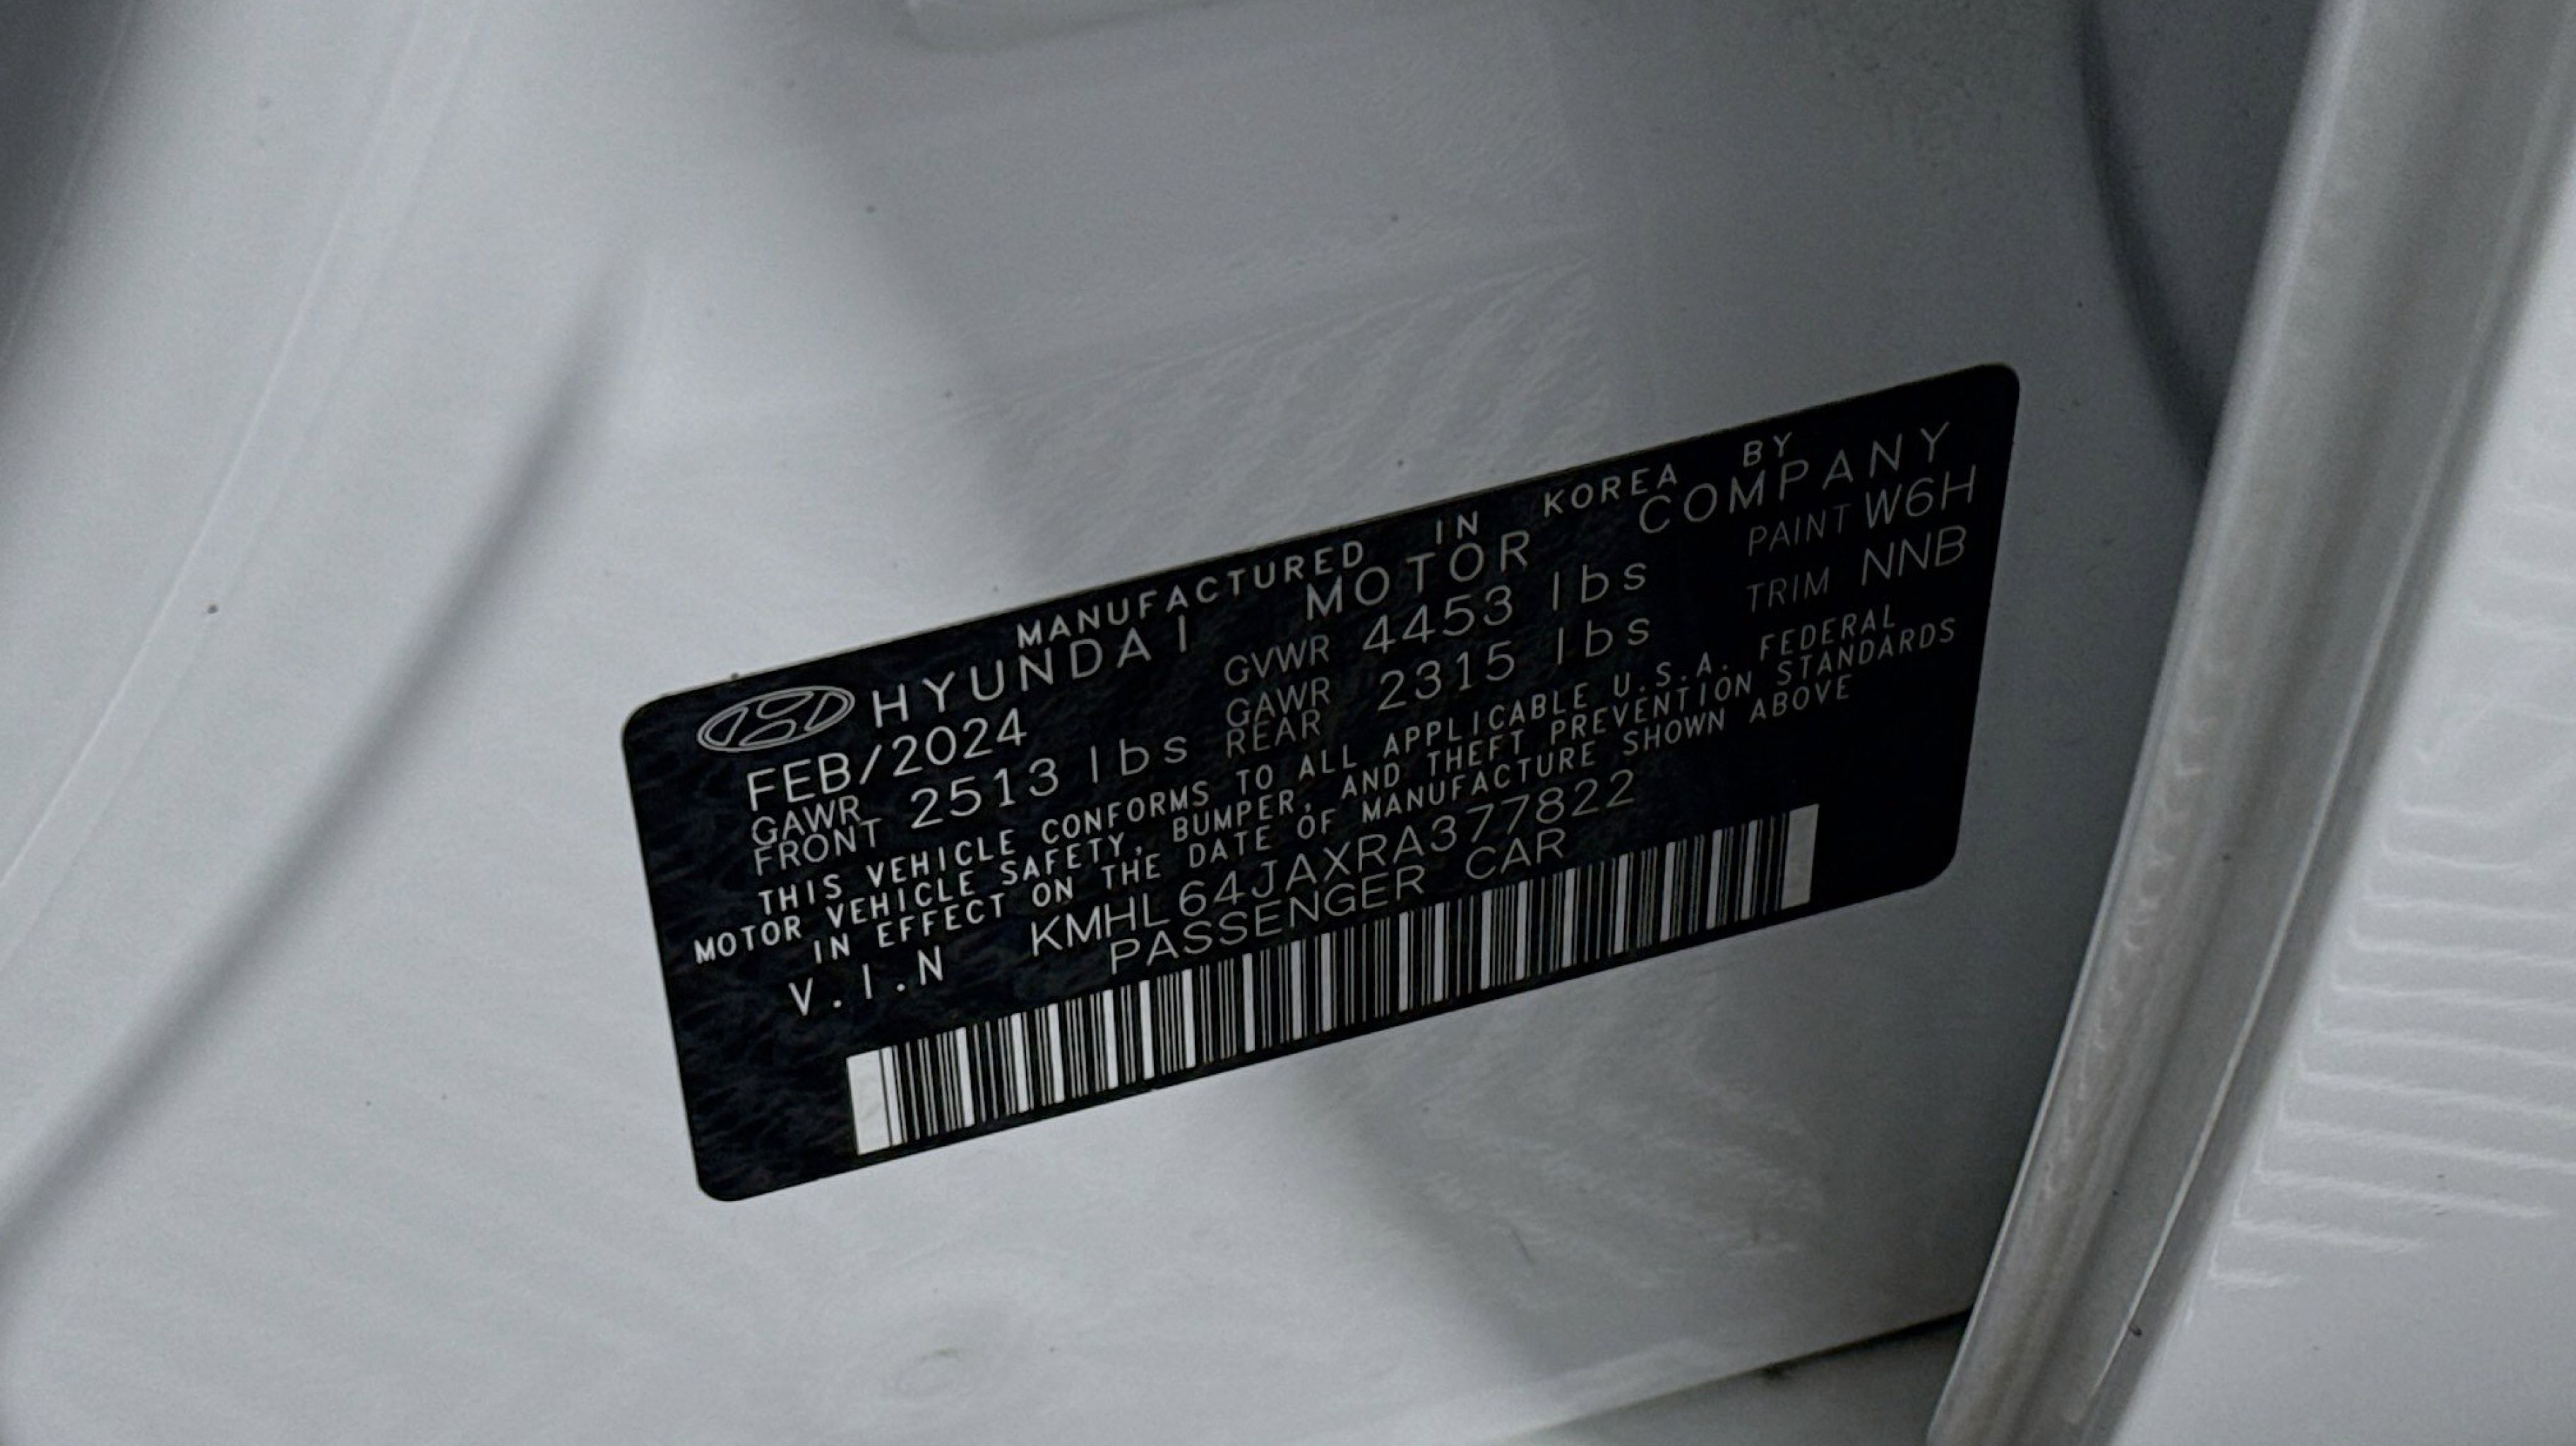 MANUFACTURED IN KOREA BY
HYUNDAI MOTOR COMPANY
FEB/2024 GVWR 4453 lbs PAINT W6H
GAWR FRONT 2513 lbs GAWR REAR 2315 lbs TRIM NNB
THIS VEHICLE CONFORMS TO ALL APPLICABLE U.S.A. FEDERAL
MOTOR VEHICLE SAFETY, BUMPER, AND THEFT PREVENTION STANDARDS
IN EFFECT ON THE DATE OF MANUFACTURE SHOWN ABOVE
V.I.N KMHL64JAXRA377822
PASSENGER CAR